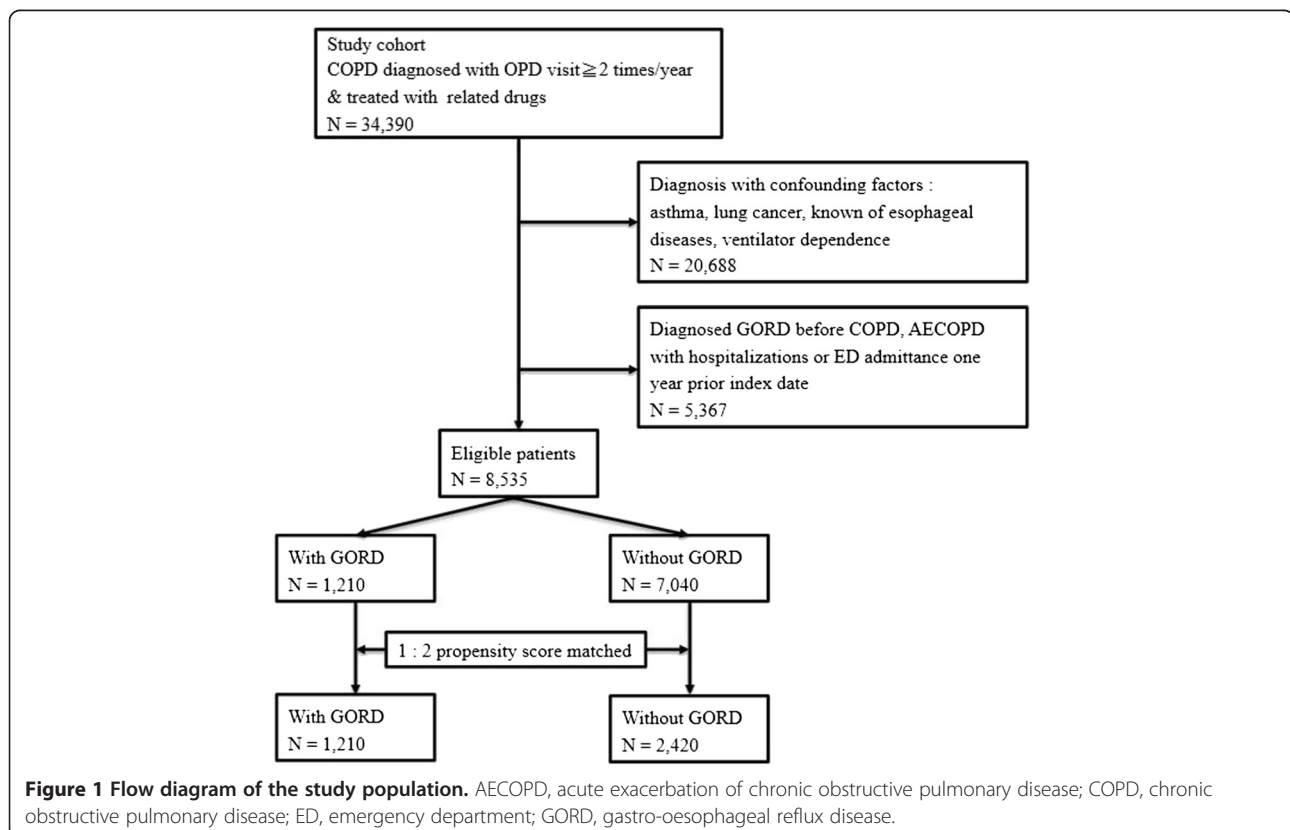 Study cohort
COPD diagnosed with OPD visit≧2 times/year
& treated with related drugs
N = 34,390
Diagnosis with confounding factors :
asthma, lung cancer, known of esophageal
diseases, ventilator dependence
N = 20,688
Diagnosed GORD before COPD, AECOPD
with hospitalizations or ED admittance one
year prior index date
N = 5,367
Eligible patients
N = 8,535
With GORD
N = 1,210
Without GORD
N = 7,040
1 : 2 propensity score matched
With GORD
N = 1,210
Without GORD
N = 2,420
Figure 1 Flow diagram of the study population. AECOPD, acute exacerbation of chronic obstructive pulmonary disease; COPD, chronic
obstructive pulmonary disease; ED, emergency department; GORD, gastro-oesophageal reflux disease.